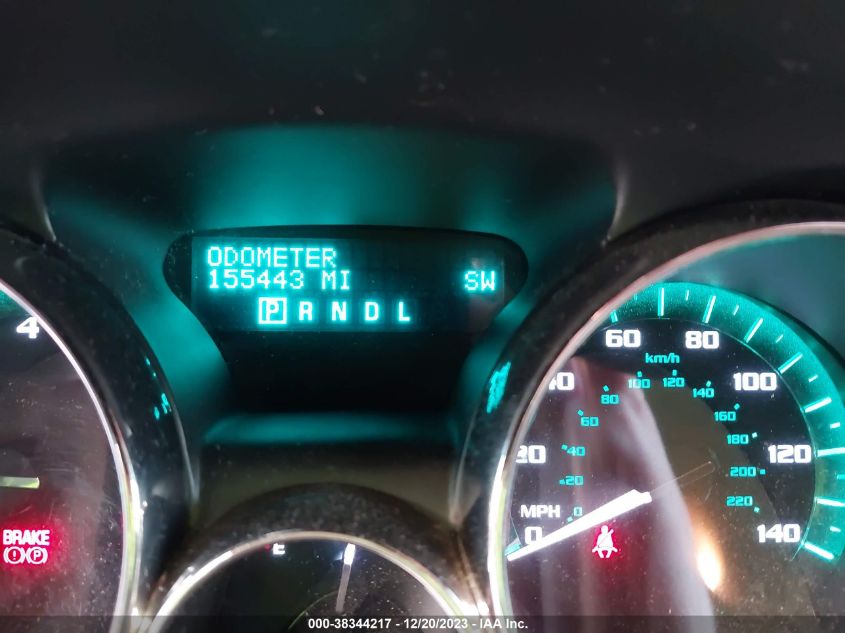 ODOMETER
155443 MI SW
P R N D L
4
BRAKE
(!) (P)
E
60 80 100 120 140
20
0
MPH
km/h
0 20 40 60 80 100 120 140 160 180 200 220
000-38344217 - 12/20/2023 - IAA Inc.